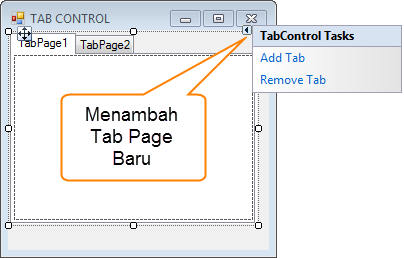 TAB CONTROL
TabPage1
TabPage2
TabControl Tasks
Add Tab
Remove Tab
Menambah
Tab Page
Baru